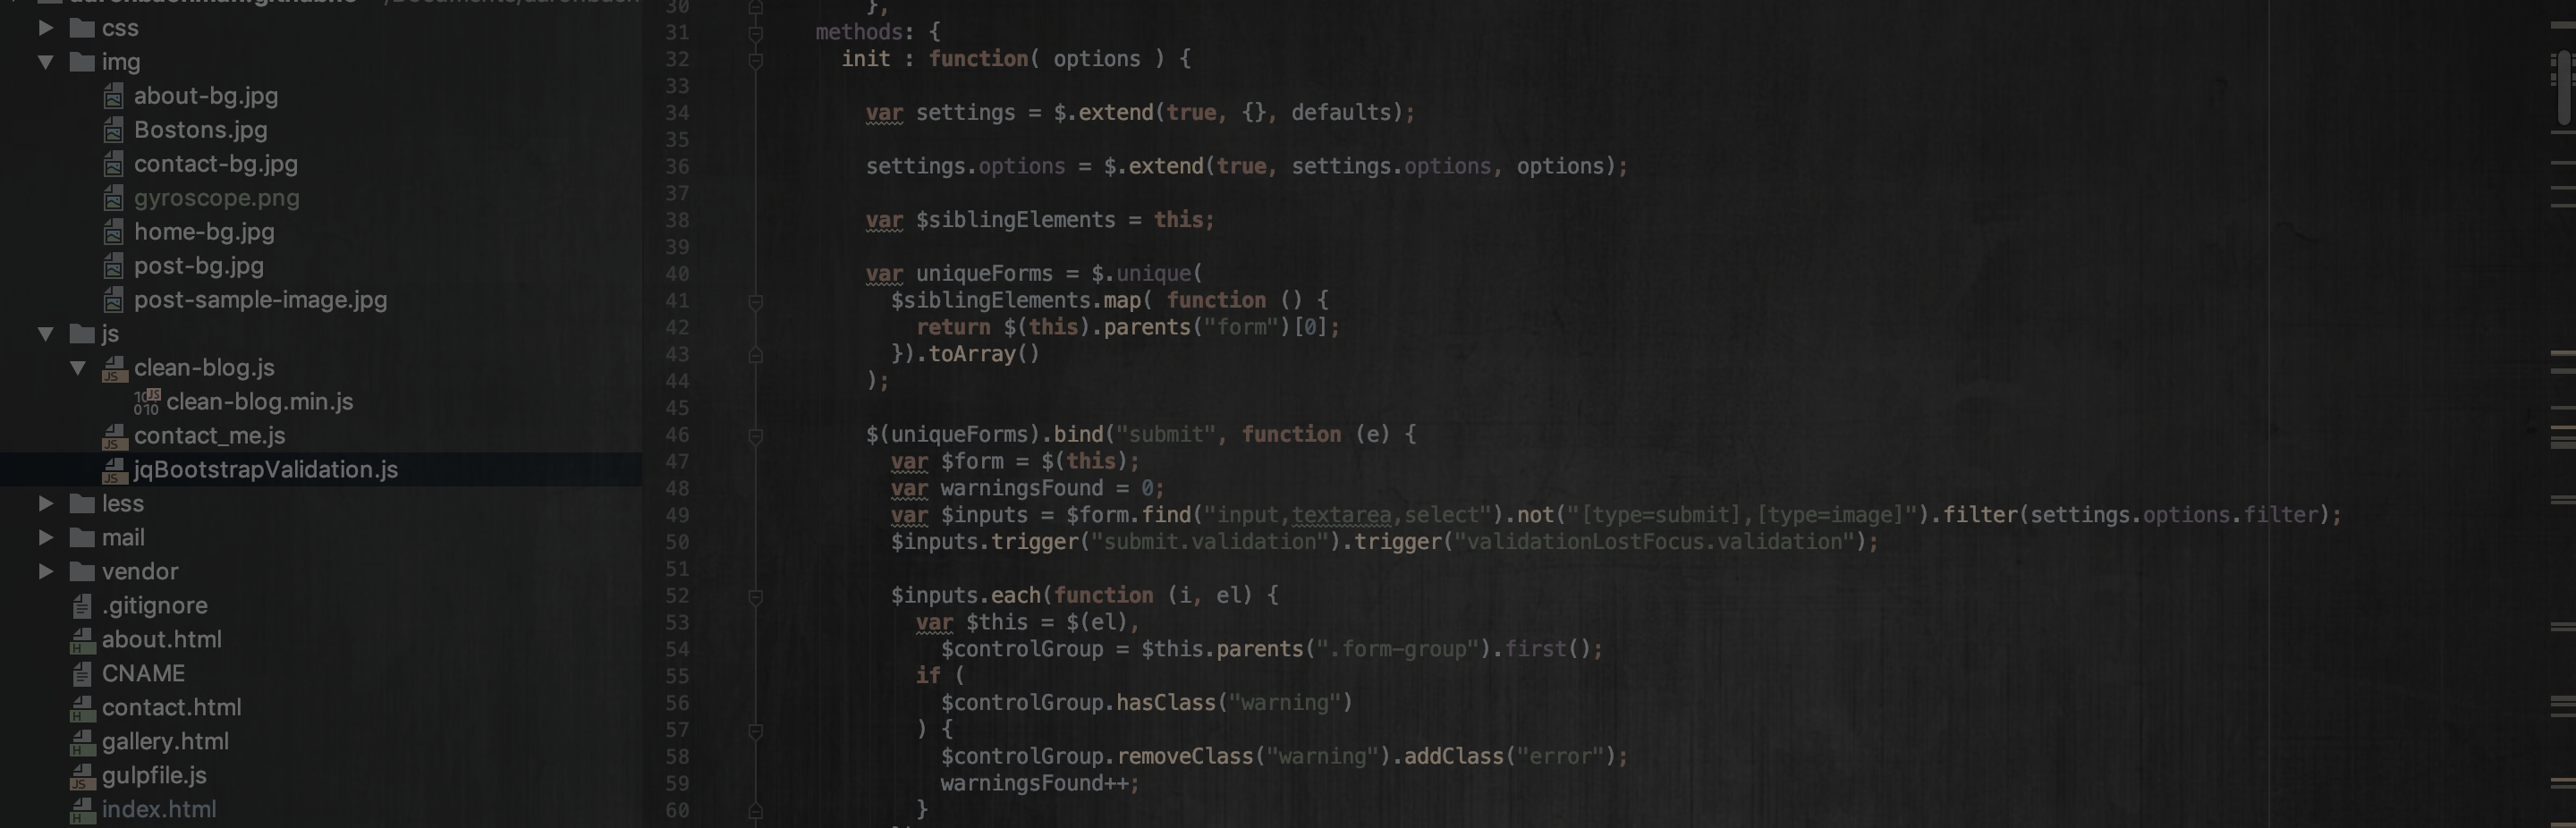 css
img
about-bg.jpg
Bostons.jpg
contact-bg.jpg
gyroscope.png
home-bg.jpg
post-bg.jpg
post-sample-image.jpg
js
clean-blog.js
clean-blog.min.js
contact_me.js
jqBootstrapValidation.js
less
mail
vendor
.gitignore
about.html
CNAME
contact.html
gallery.html
gulpfile.js
index.html
30 },
31 methods: {
32 init : function( options ) {
33
34 var settings = $.extend(true, {}, defaults);
35
36 settings.options = $.extend(true, settings.options, options);
37
38 var $siblingElements = this;
39
40 var uniqueForms = $.unique(
41 $siblingElements.map( function () {
42 return $(this).parents("form")[0];
43 }).toArray()
44 );
45
46 $(uniqueForms).bind("submit", function (e) {
47 var $form = $(this);
48 var warningsFound = 0;
49 var $inputs = $form.find("input,textarea,select").not("[type=submit],[type=image]").filter(settings.options.filter);
50 $inputs.trigger("submit.validation").trigger("validationLostFocus.validation");
51
52 $inputs.each(function (i, el) {
53 var $this = $(el),
54 $controlGroup = $this.parents(".form-group").first();
55 if (
56 $controlGroup.hasClass("warning")
57 ) {
58 $controlGroup.removeClass("warning").addClass("error");
59 warningsFound++;
60 }